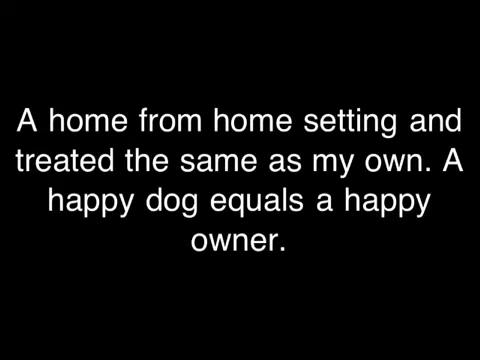 A home from home setting and
treated the same as my own. A
happy dog equals a happy
owner.